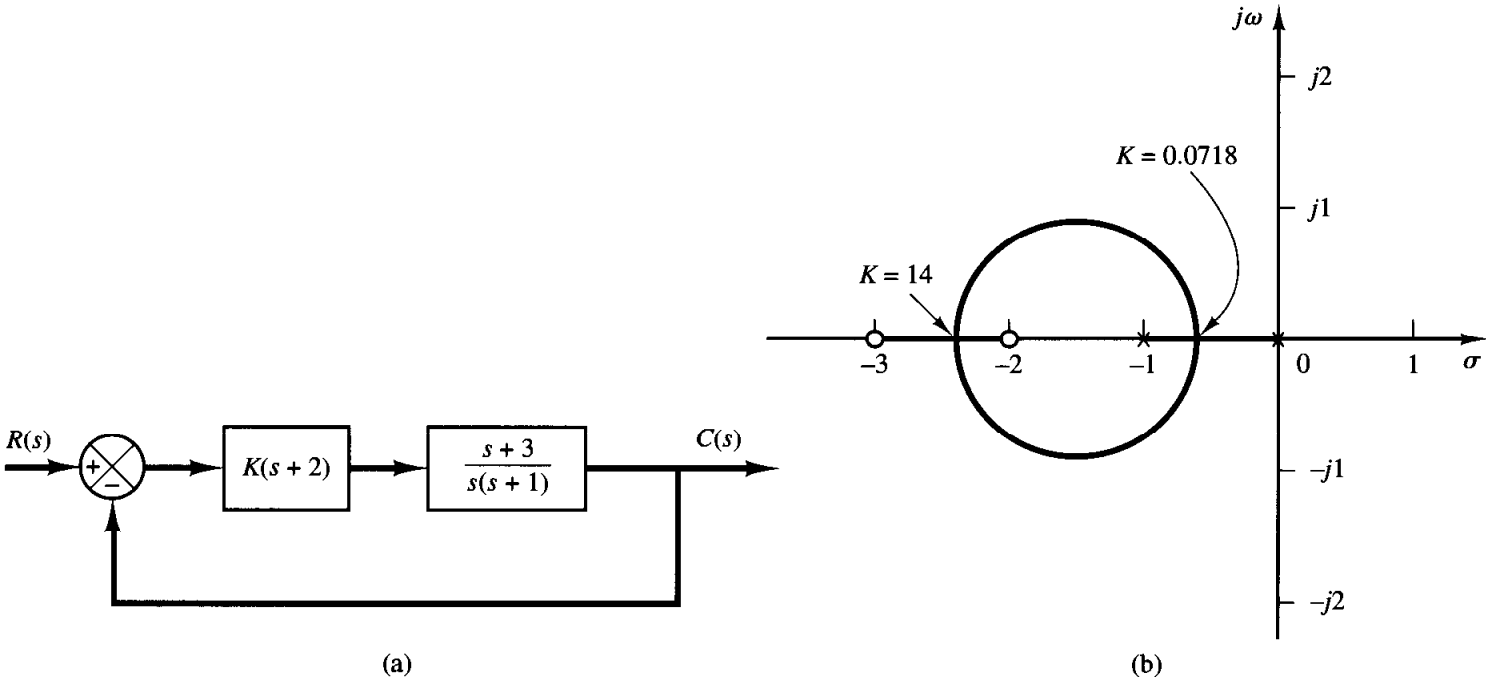 R(s)
+
−
K(s + 2)
s + 3
s(s + 1)
C(s)
(a)
jω
j2
K = 0.0718
j1
K = 14
−3
−2
−1
0
1
σ
−j1
−j2
(b)